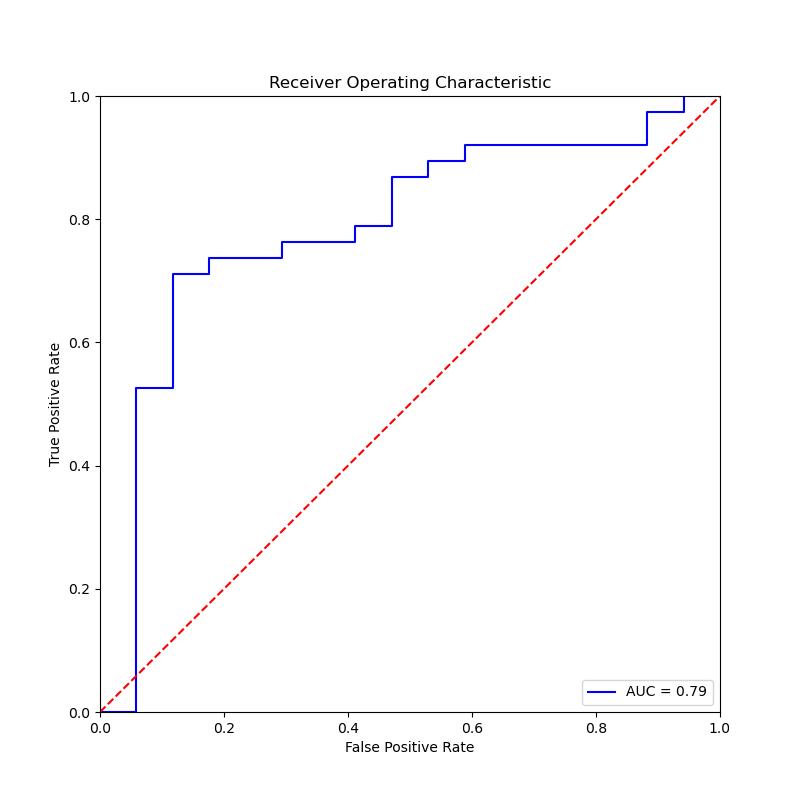 Receiver Operating Characteristic
1.0
0.8
0.6
0.4
0.2
0.0
True Positive Rate
AUC = 0.79
0.0 0.2 0.4 0.6 0.8 1.0
False Positive Rate